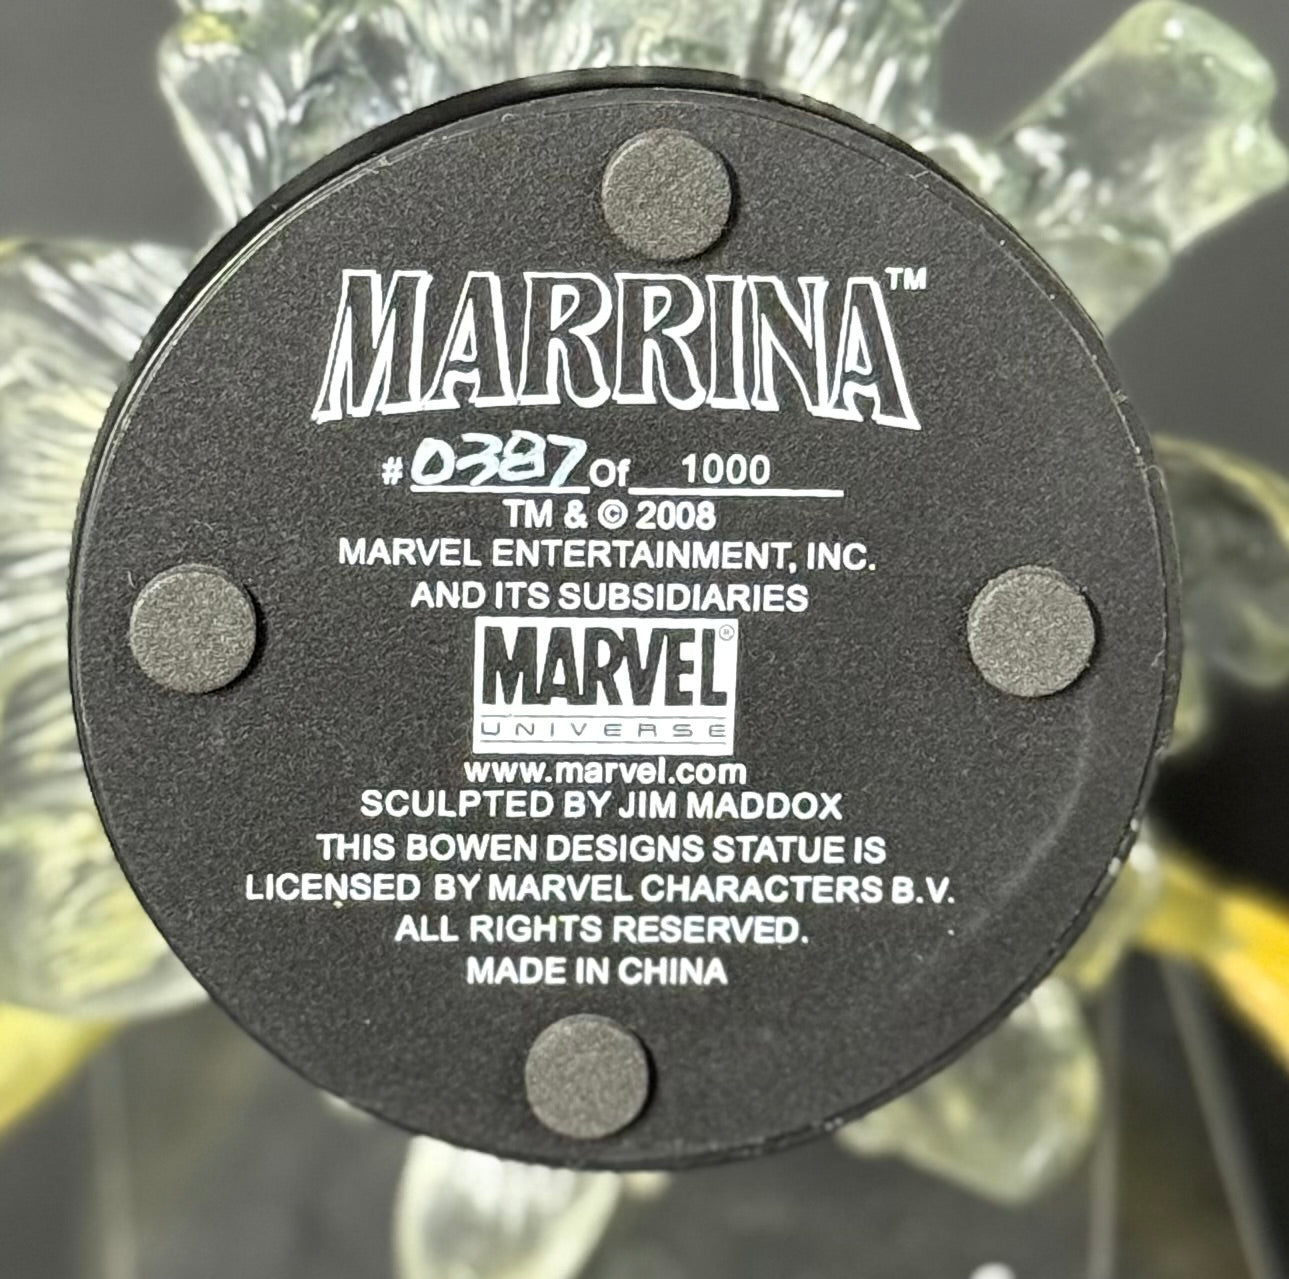 MARRINA™
#0387 Of 1000
TM & © 2008
MARVEL ENTERTAINMENT, INC.
AND ITS SUBSIDIARIES
MARVEL®
UNIVERSE
www.marvel.com
SCULPTED BY JIM MADDOX
THIS BOWEN DESIGNS STATUE IS
LICENSED BY MARVEL CHARACTERS B.V.
ALL RIGHTS RESERVED.
MADE IN CHINA